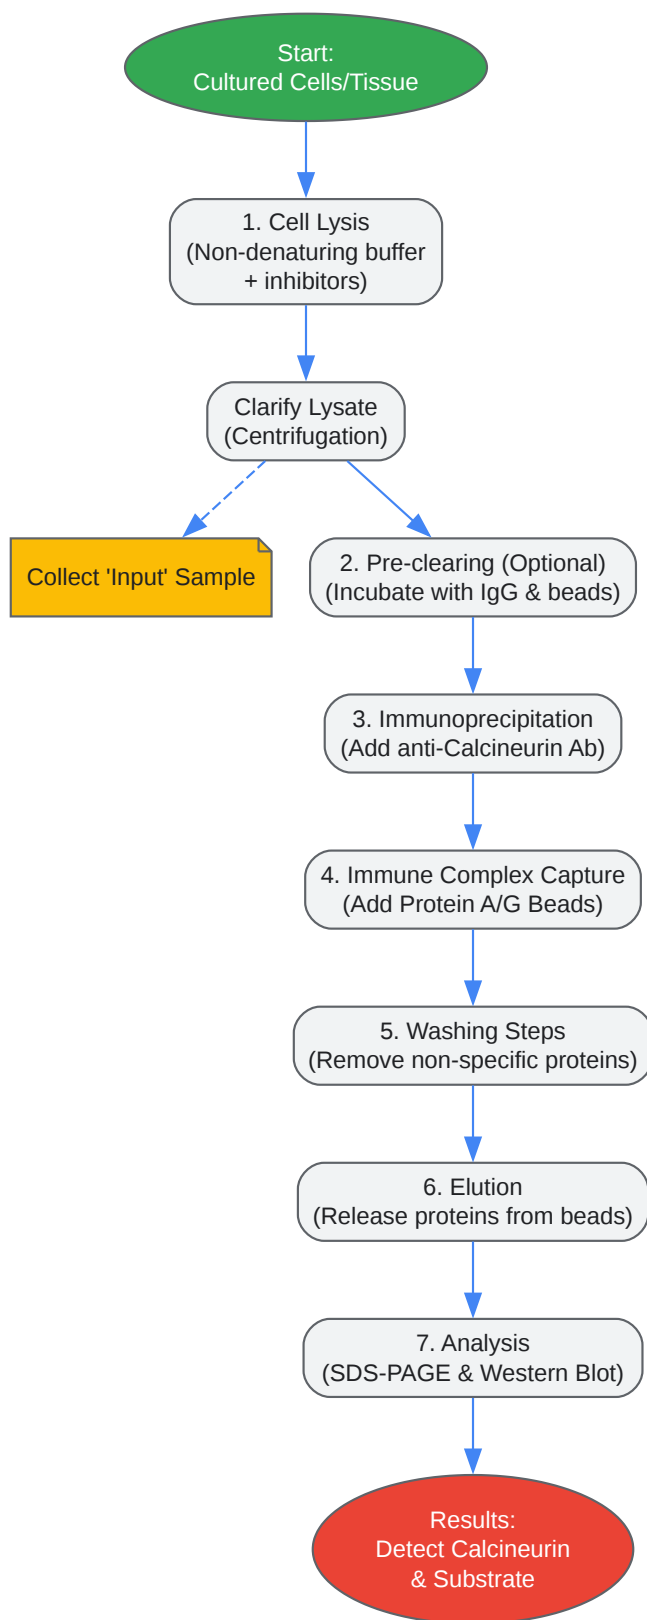 Start:
Cultured Cells/Tissue
1. Cell Lysis
(Non-denaturing buffer
+ inhibitors)
Clarify Lysate
(Centrifugation)
Collect 'Input' Sample
2. Pre-clearing (Optional)
(Incubate with IgG & beads)
3. Immunoprecipitation
(Add anti-Calcineurin Ab)
4. Immune Complex Capture
(Add Protein A/G Beads)
5. Washing Steps
(Remove non-specific proteins)
6. Elution
(Release proteins from beads)
7. Analysis
(SDS-PAGE & Western Blot)
Results:
Detect Calcineurin
& Substrate